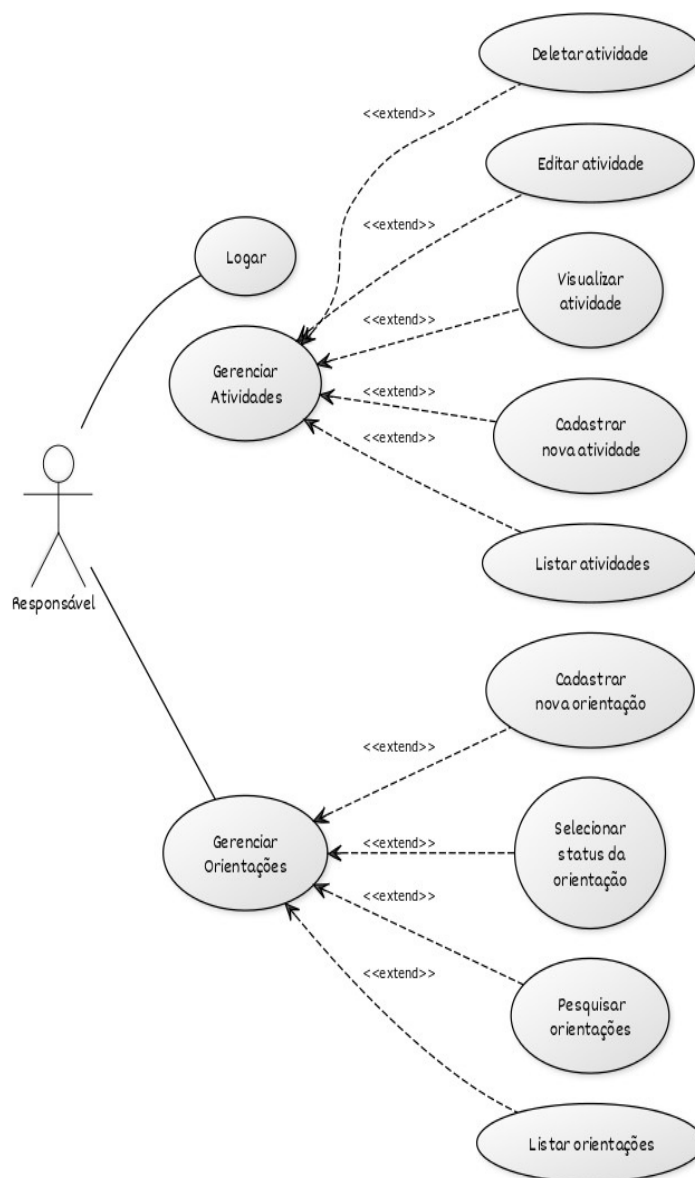 Deletar atividade
<<extend>>
Editar atividade
<<extend>>
Logar
Visualizar
atividade
<<extend>>
Gerenciar
Atividades
<<extend>>
Cadastrar
nova atividade
<<extend>>
Listar atividades
Responsável
Cadastrar
nova orientação
<<extend>>
Gerenciar
Orientações
<<extend>>
Selecionar
status da
orientação
<<extend>>
Pesquisar
orientações
<<extend>>
Listar orientações